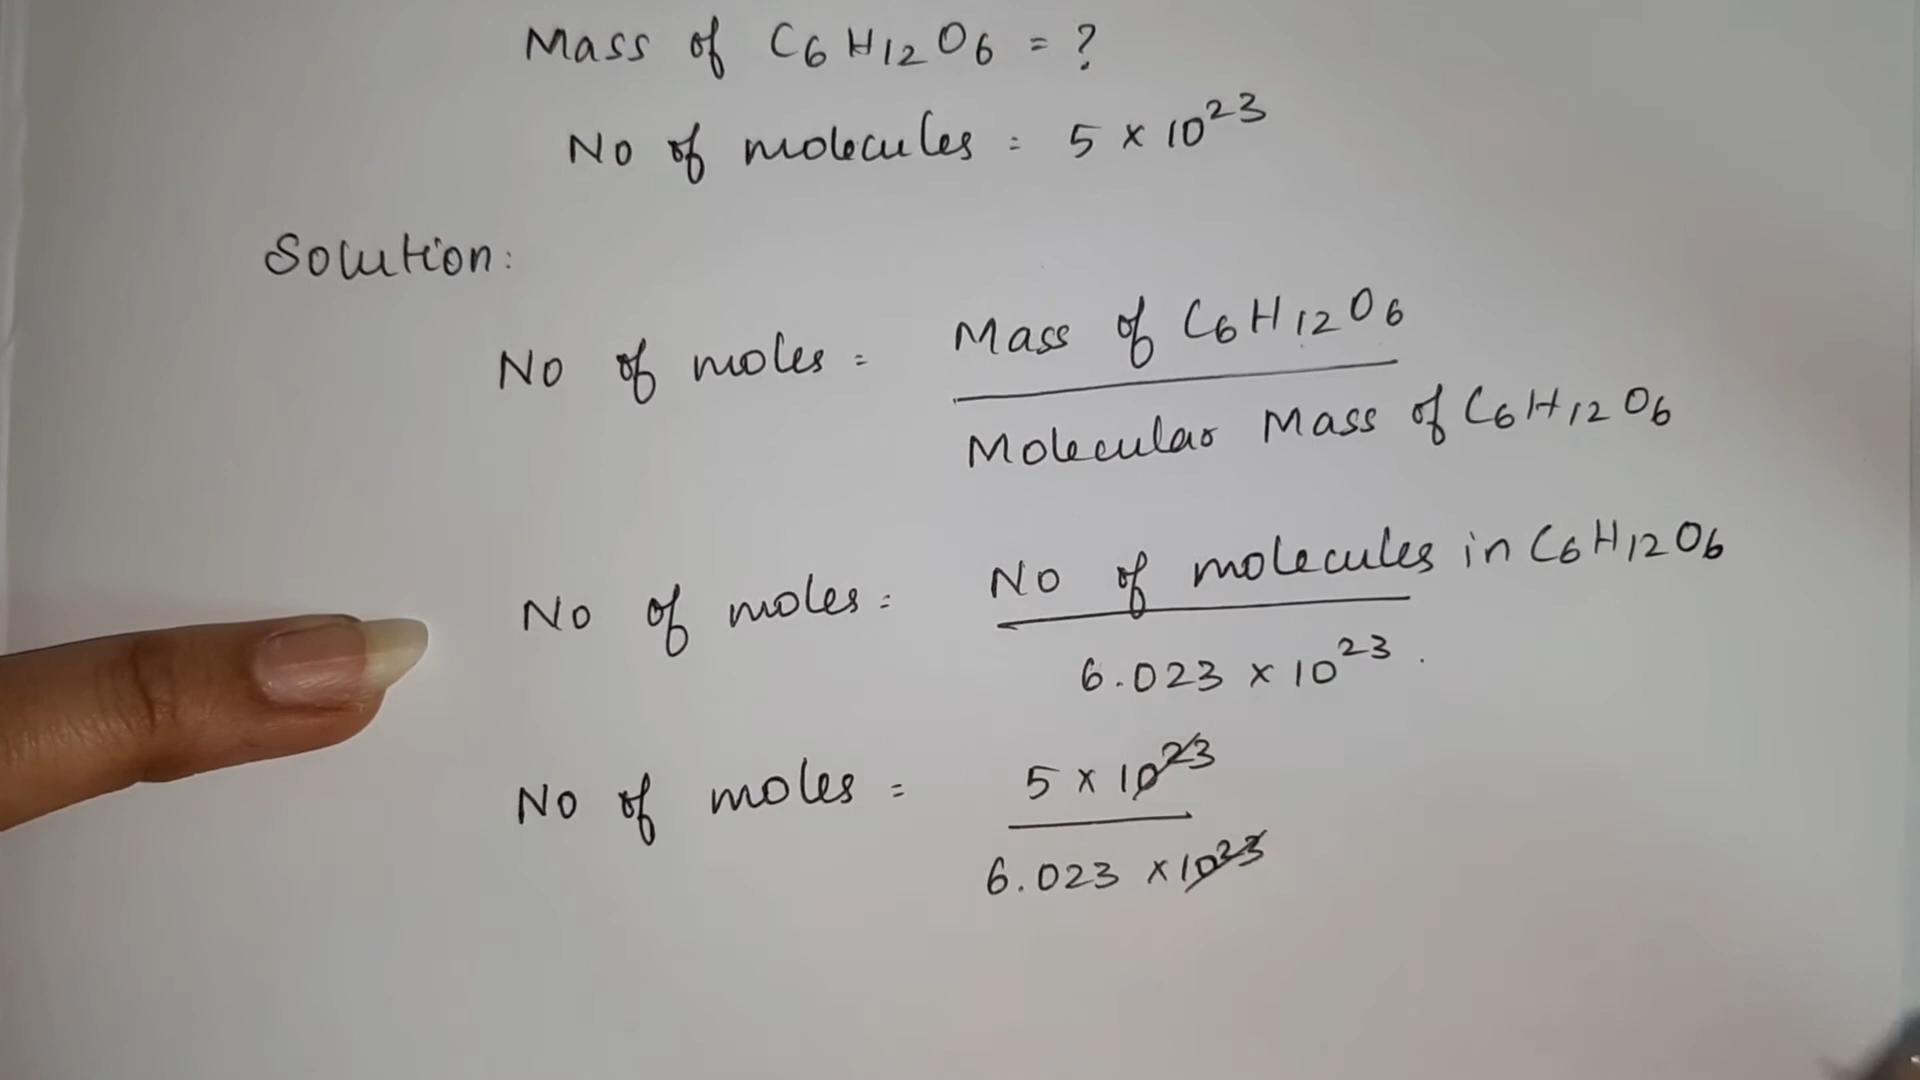 Mass of C6H12O6 = ?
No of molecules = 5 × 10^23
Solution:
No of moles = Mass of C6H12O6
Molecular Mass of C6H12O6
No of moles = No of molecules in C6H12O6
6.023 × 10^23.
No of moles = 5 × 10^23
6.023 × 10^23